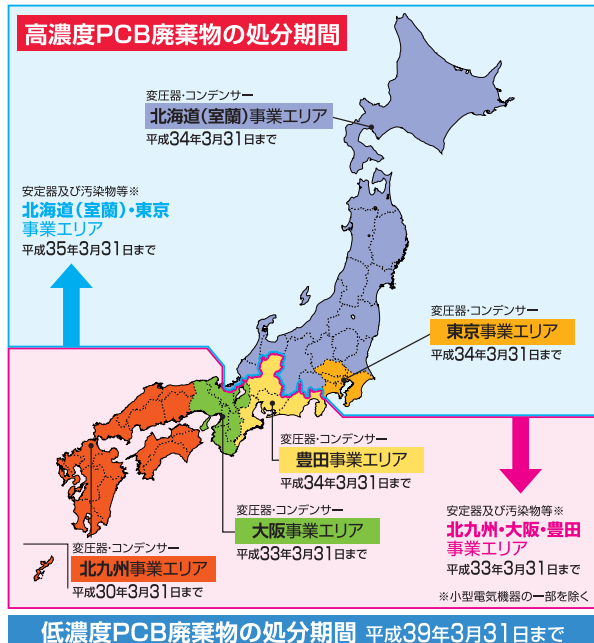 高濃度PCB廃棄物の処分期間
変圧器・コンデンサー
北海道(室蘭)事業エリア
平成34年3月31日まで
安定器及び汚染物等※
北海道(室蘭)・東京
事業エリア
平成35年3月31日まで
変圧器・コンデンサー
東京事業エリア
平成34年3月31日まで
変圧器・コンデンサー
豊田事業エリア
平成34年3月31日まで
変圧器・コンデンサー
大阪事業エリア
平成33年3月31日まで
変圧器・コンデンサー
北九州事業エリア
平成30年3月31日まで
安定器及び汚染物等※
北九州・大阪・豊田
事業エリア
平成33年3月31日まで
※小型電気機器の一部を除く
低濃度PCB廃棄物の処分期間 平成39年3月31日まで